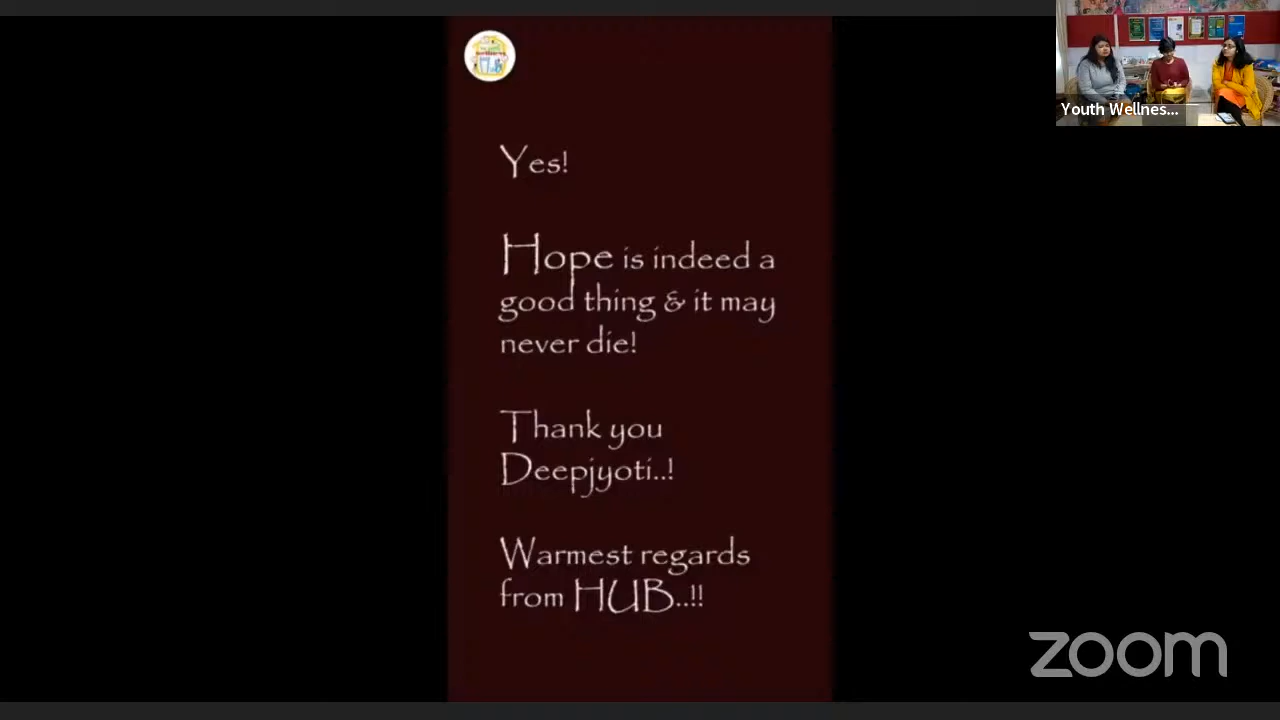 Youth Wellnes...
Yes!
Hope is indeed a
good thing & it may
never die!
Thank you
Deepjyoti..!
Warmest regards
from HUB..!!
zoom